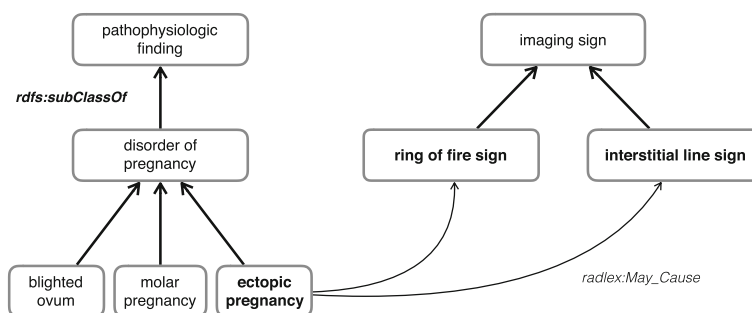 pathophysiologic
finding
imaging sign
rdfs:subClassOf
disorder of
pregnancy
ring of fire sign
interstitial line sign
blighted
ovum
molar
pregnancy
ectopic
pregnancy
radlex:May_Cause